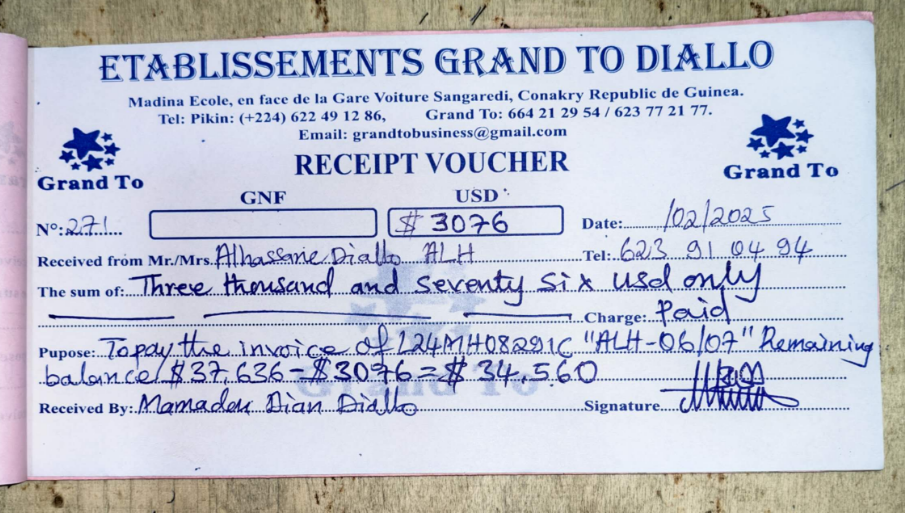 ETABLISSEMENTS GRAND TO DIALLO
Madina Ecole, en face de la Gare Voiture Sangaredi, Conakry Republic de Guinea.
Tel: Pikin: (+224) 622 49 12 86, Grand To: 664 21 29 54 / 623 77 21 77.
Email: grandtobusiness@gmail.com
Grand To
RECEIPT VOUCHER
Grand To
GNF USD
N°: 271 $ 3076 Date: /02/2025
Received from Mr./Mrs. Alhassane Diallo ALH Tel: 623 91 04 94
The sum of: Three thousand and seventy six usd only
Charge: Paid
Pupose: To pay the invoice of L24MH08291C "ALH-06/07" Remaining
balance $37,636 - $3076 = $ 34,560
Received By: Mamadou Dian Diallo Signature
Grand To